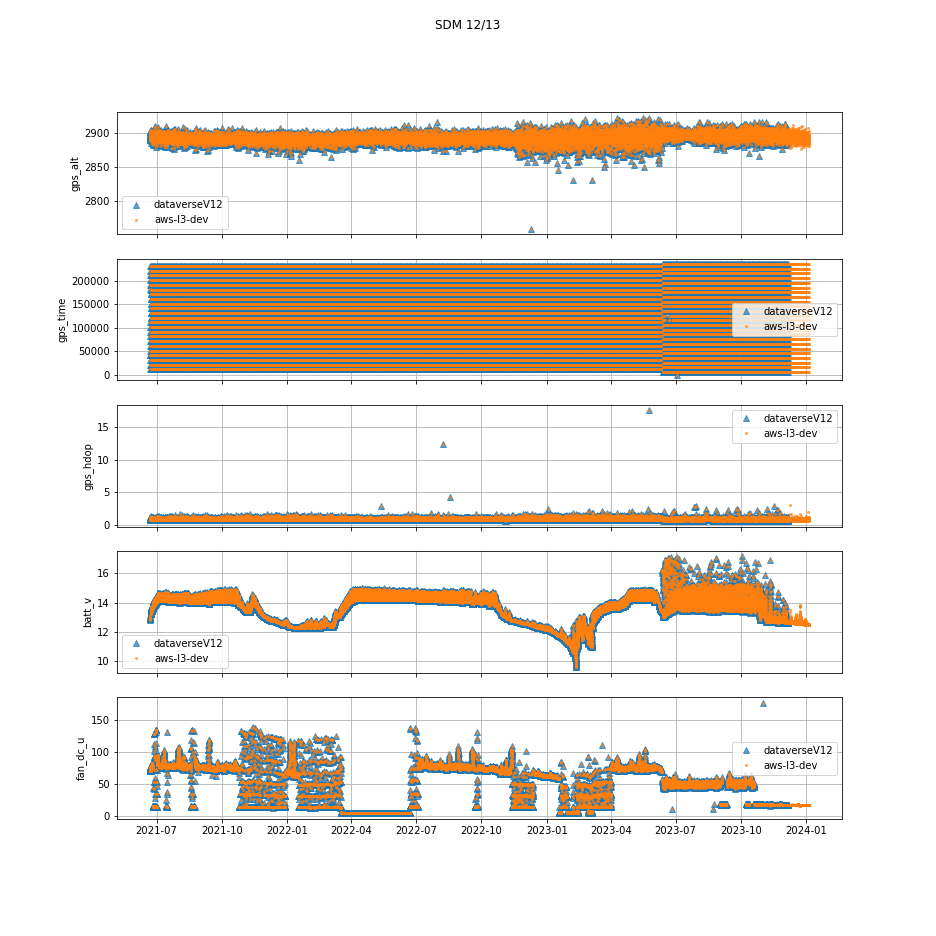 SDM 12/13
2900
2850
2800
gps_alt
dataverseV12
aws-l3-dev
200000
150000
100000
50000
0
gps_time
dataverseV12
aws-l3-dev
15
10
5
0
gps_hdop
dataverseV12
aws-l3-dev
16
14
12
10
batt_v
dataverseV12
aws-l3-dev
150
100
50
0
fan_dc_u
dataverseV12
aws-l3-dev
2021-07 2021-10 2022-01 2022-04 2022-07 2022-10 2023-01 2023-04 2023-07 2023-10 2024-01